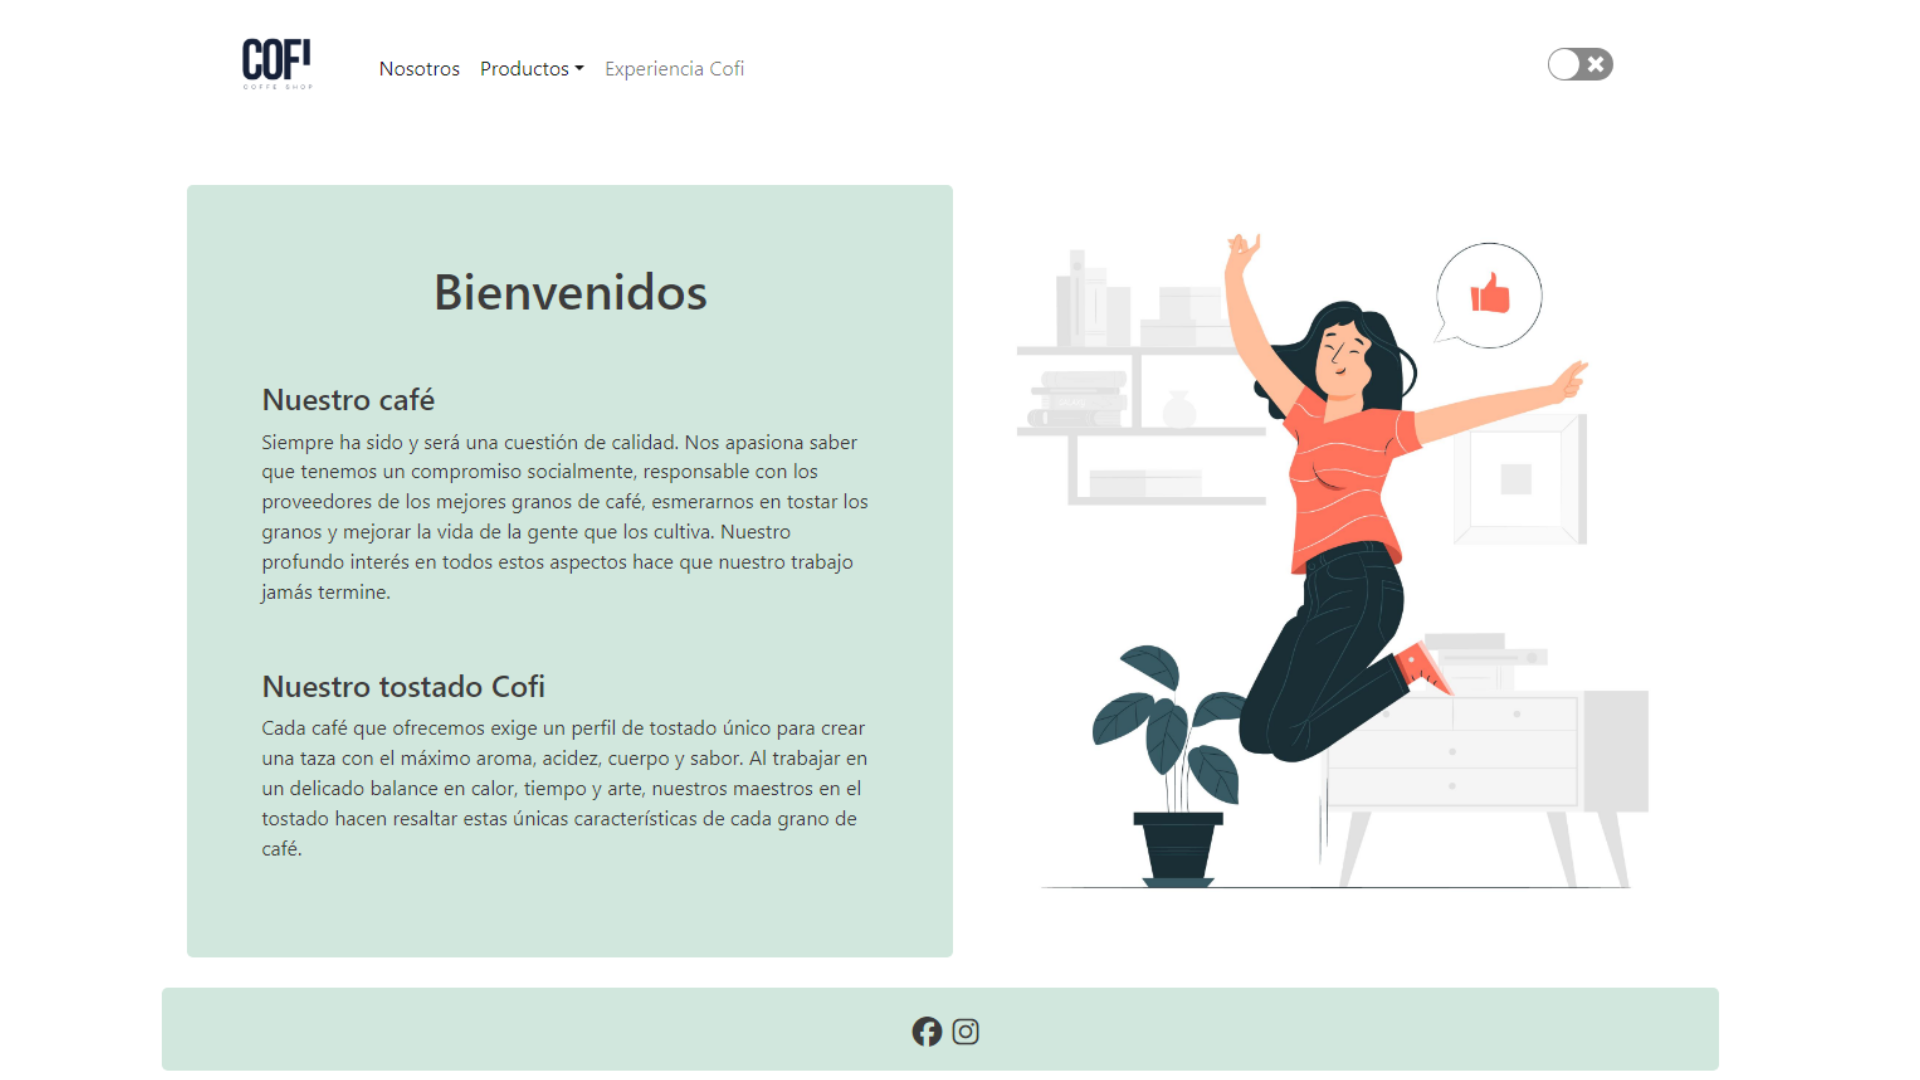 COFI
COFFE SHOP
Nosotros Productos Experiencia Cofi
Bienvenidos
Nuestro café
Siempre ha sido y será una cuestión de calidad. Nos apasiona saber
que tenemos un compromiso socialmente, responsable con los
proveedores de los mejores granos de café, esmerarnos en tostar los
granos y mejorar la vida de la gente que los cultiva. Nuestro
profundo interés en todos estos aspectos hace que nuestro trabajo
jamás termine.
Nuestro tostado Cofi
Cada café que ofrecemos exige un perfil de tostado único para crear
una taza con el máximo aroma, acidez, cuerpo y sabor. Al trabajar en
un delicado balance en calor, tiempo y arte, nuestros maestros en el
tostado hacen resaltar estas únicas características de cada grano de
café.